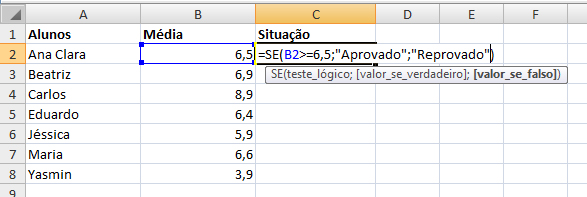 A B C D E F
1 Alunos Média Situação
2 Ana Clara 6,5 =SE(B2>=6,5;"Aprovado";"Reprovado")
3 Beatriz 6,9 SE(teste_lógico; [valor_se_verdadeiro]; [valor_se_falso])
4 Carlos 8,9
5 Eduardo 6,4
6 Jéssica 5,9
7 Maria 6,6
8 Yasmin 3,9
9